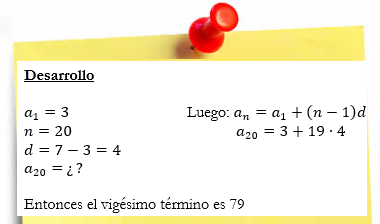 Desarrollo
a₁ = 3
n = 20
d = 7 − 3 = 4
a₂₀ = ¿ ?
Luego: aₙ = a₁ + (n − 1)d
a₂₀ = 3 + 19 · 4
Entonces el vigésimo término es 79